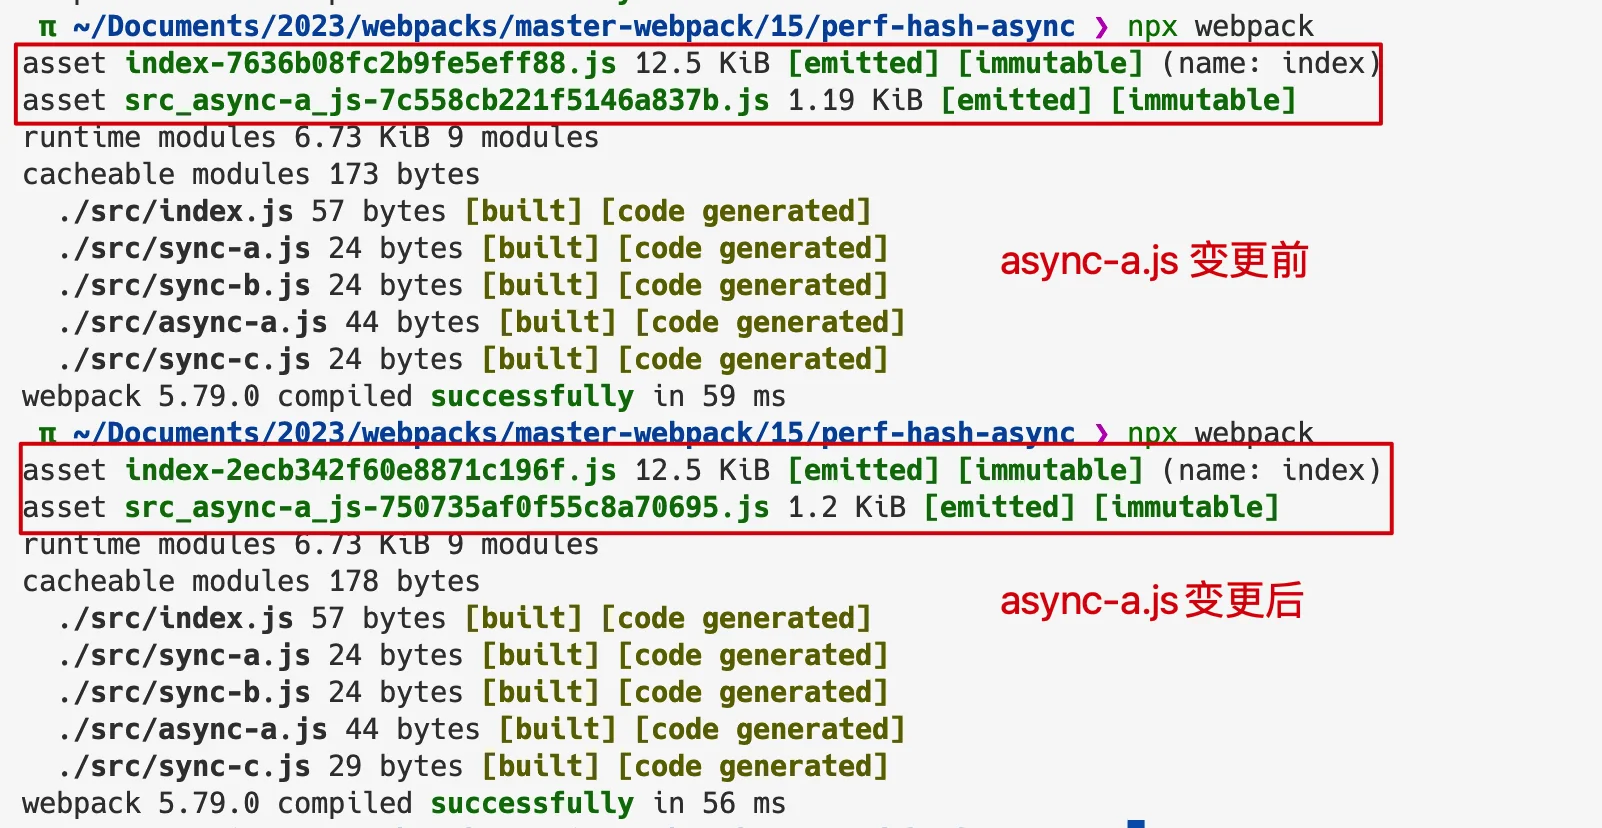 π ~/Documents/2023/webpacks/master-webpack/15/perf-hash-async ❯ npx webpack
asset index-7636b08fc2b9fe5eff88.js 12.5 KiB [emitted] [immutable] (name: index)
asset src_async-a_js-7c558cb221f5146a837b.js 1.19 KiB [emitted] [immutable]
runtime modules 6.73 KiB 9 modules
cacheable modules 173 bytes
./src/index.js 57 bytes [built] [code generated]
./src/sync-a.js 24 bytes [built] [code generated]
async-a.js 变更前
./src/sync-b.js 24 bytes [built] [code generated]
./src/async-a.js 44 bytes [built] [code generated]
./src/sync-c.js 24 bytes [built] [code generated]
webpack 5.79.0 compiled successfully in 59 ms
π ~/Documents/2023/webpacks/master-webpack/15/perf-hash-async ❯ npx webpack
asset index-2ecb342f60e8871c196f.js 12.5 KiB [emitted] [immutable] (name: index)
asset src_async-a_js-750735af0f55c8a70695.js 1.2 KiB [emitted] [immutable]
runtime modules 6.73 KiB 9 modules
cacheable modules 178 bytes
async-a.js变更后
./src/index.js 57 bytes [built] [code generated]
./src/sync-a.js 24 bytes [built] [code generated]
./src/sync-b.js 24 bytes [built] [code generated]
./src/async-a.js 44 bytes [built] [code generated]
./src/sync-c.js 29 bytes [built] [code generated]
webpack 5.79.0 compiled successfully in 56 ms